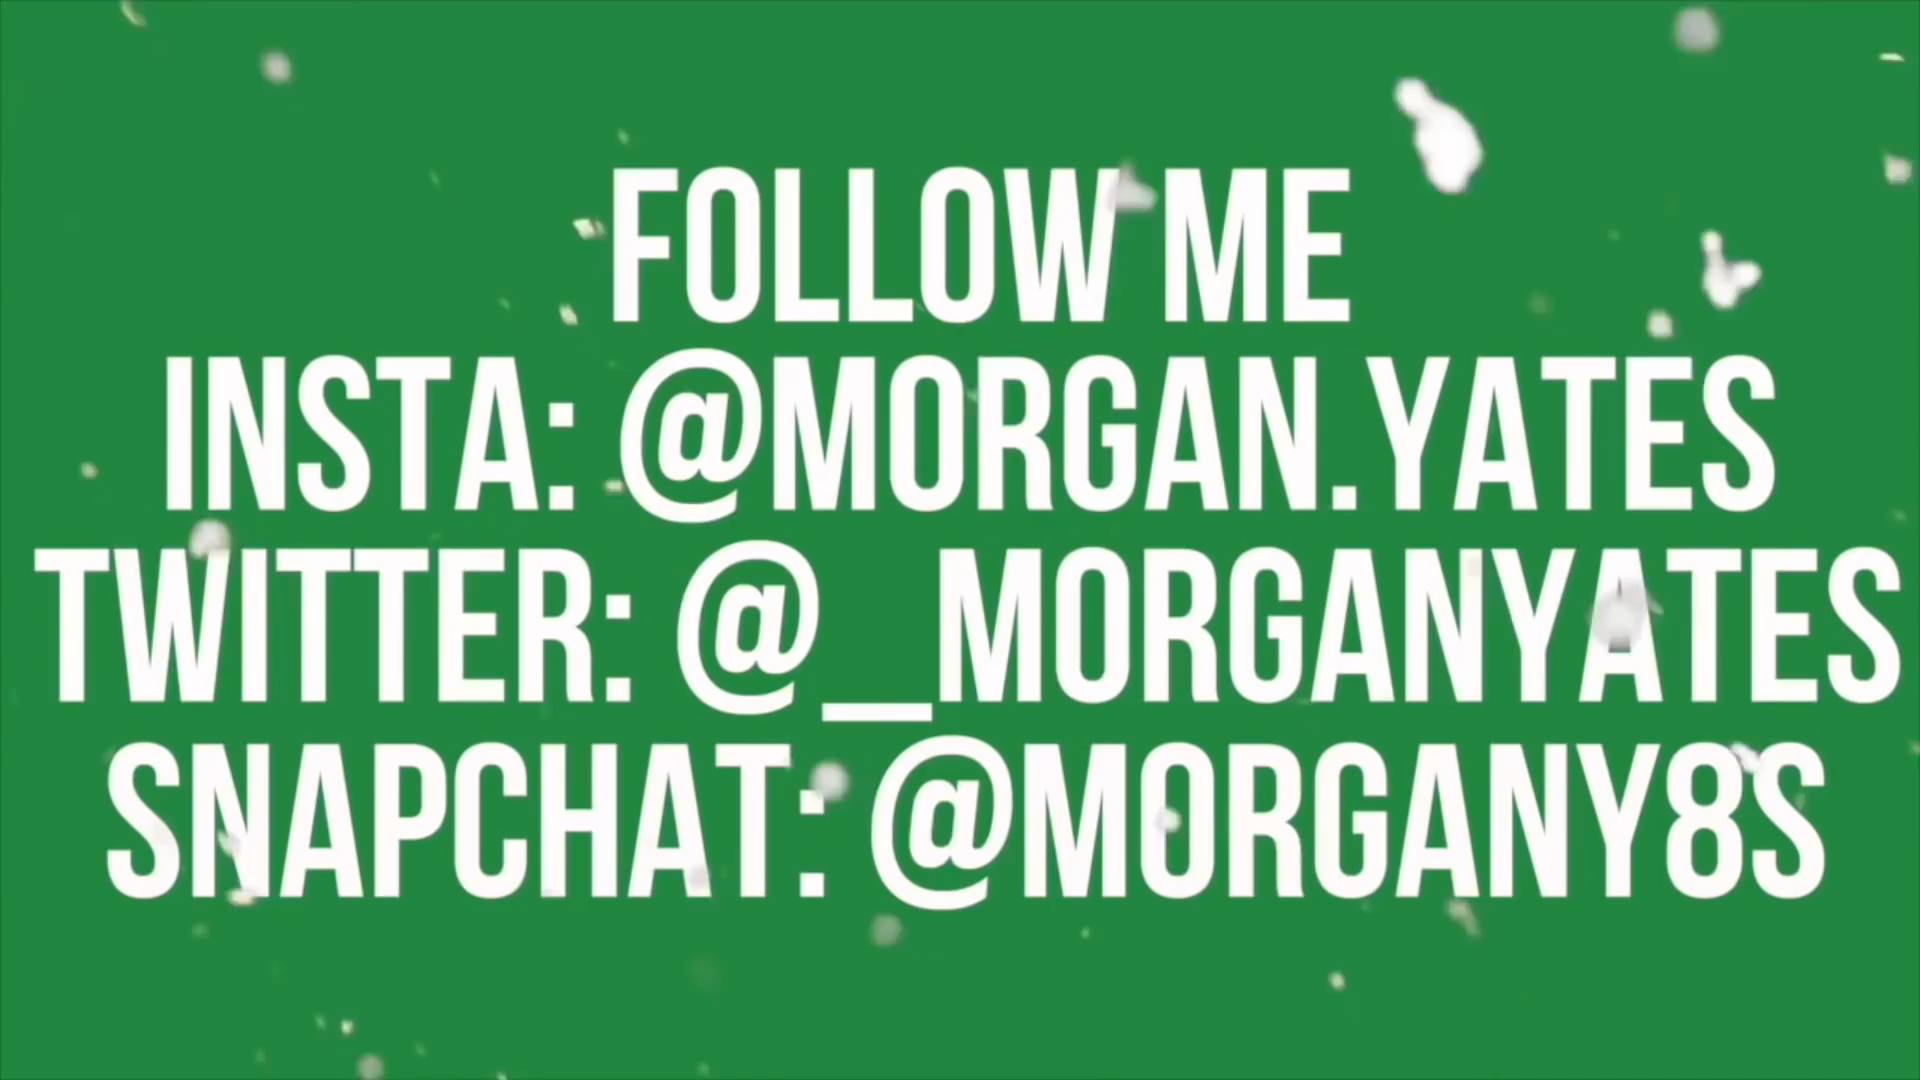 FOLLOW ME
INSTA: @MORGAN.YATES
TWITTER: @_MORGANYATES
SNAPCHAT: @MORGANY8S